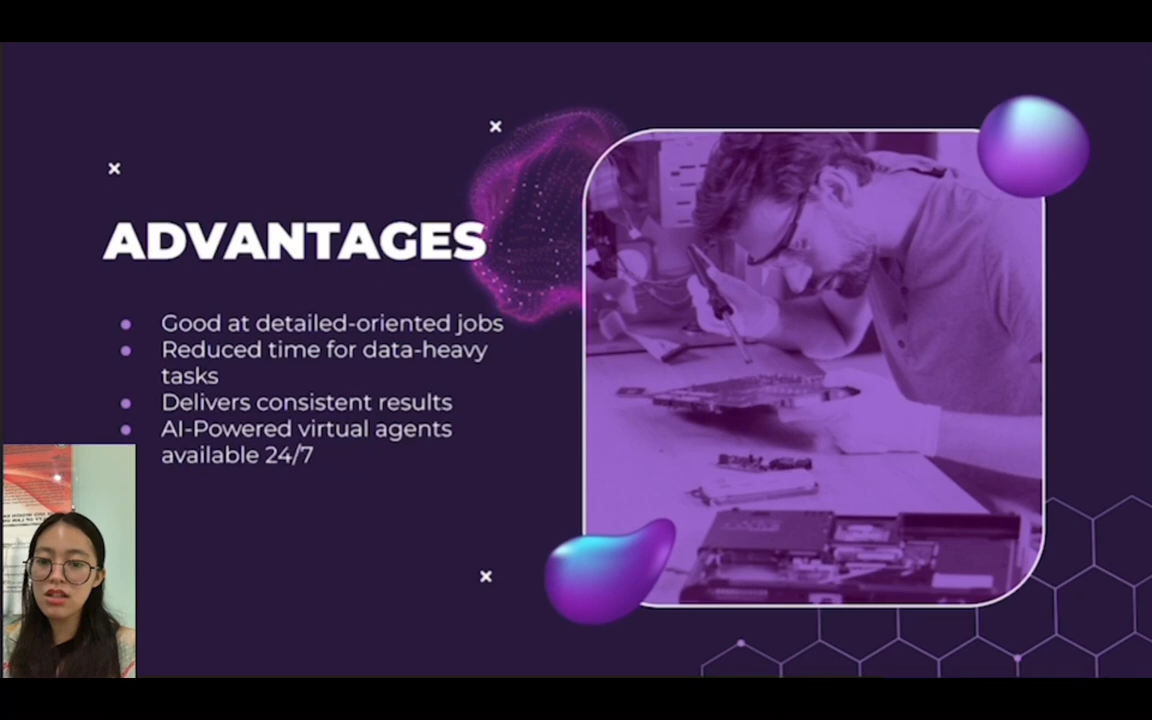 ADVANTAGES
Good at detailed-oriented jobs
Reduced time for data-heavy
tasks
Delivers consistent results
AI-Powered virtual agents
available 24/7